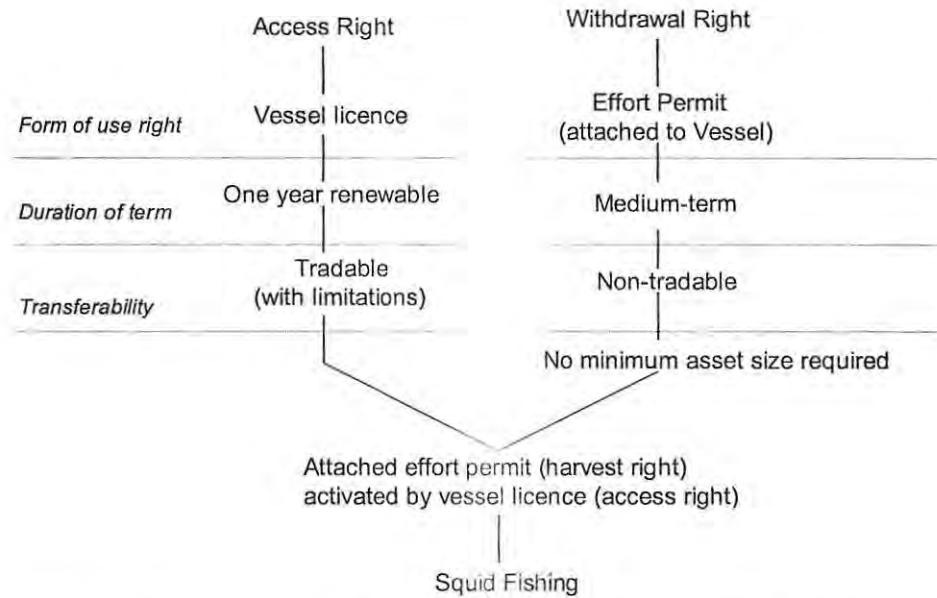 Access Right
Withdrawal Right
Form of use right
Vessel licence
Effort Permit
(attached to Vessel)
Duration of term
One year renewable
Medium-term
Transferability
Tradable
(with limitations)
Non-tradable
No minimum asset size required
Attached effort permit (harvest right)
activated by vessel licence (access right)
Squid Fishing